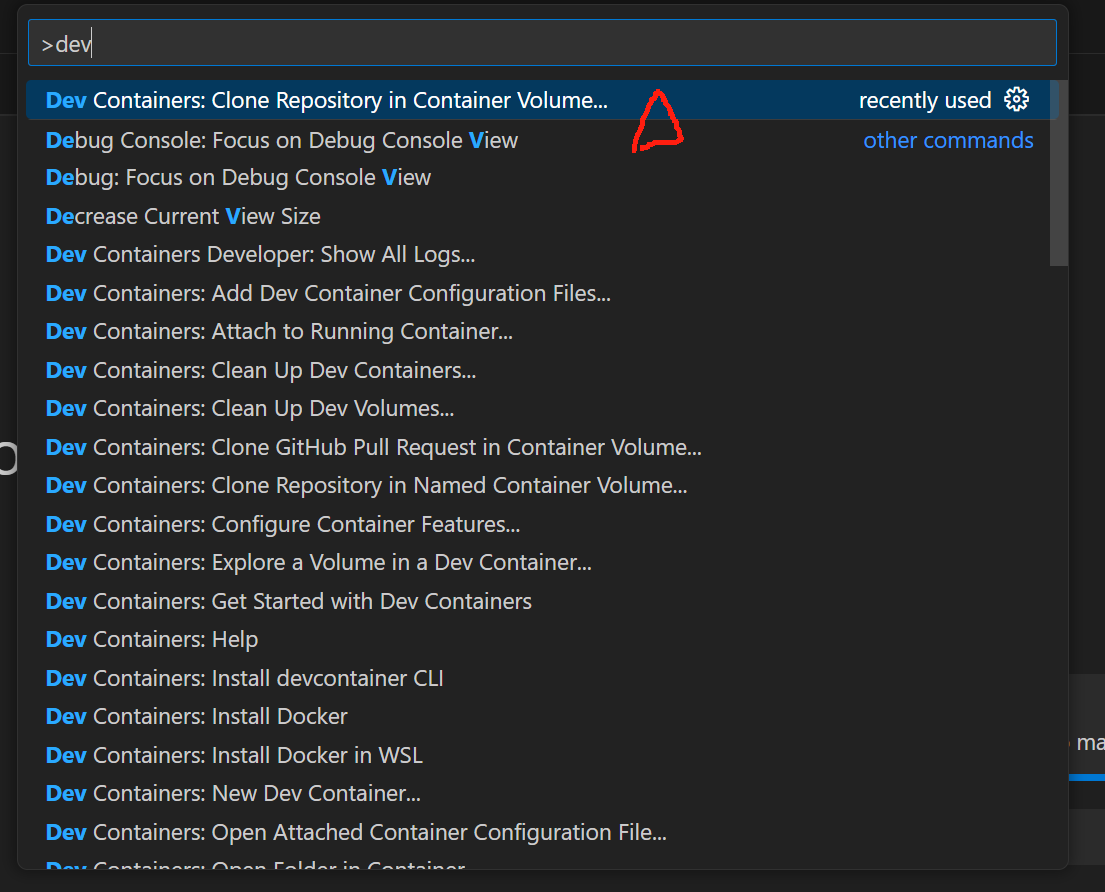 >dev
Dev Containers: Clone Repository in Container Volume... recently used
Debug Console: Focus on Debug Console View other commands
Debug: Focus on Debug Console View
Decrease Current View Size
Dev Containers Developer: Show All Logs...
Dev Containers: Add Dev Container Configuration Files...
Dev Containers: Attach to Running Container...
Dev Containers: Clean Up Dev Containers...
Dev Containers: Clean Up Dev Volumes...
Dev Containers: Clone GitHub Pull Request in Container Volume...
Dev Containers: Clone Repository in Named Container Volume...
Dev Containers: Configure Container Features...
Dev Containers: Explore a Volume in a Dev Container...
Dev Containers: Get Started with Dev Containers
Dev Containers: Help
Dev Containers: Install devcontainer CLI
Dev Containers: Install Docker
Dev Containers: Install Docker in WSL
Dev Containers: New Dev Container...
Dev Containers: Open Attached Container Configuration File...
Dev Containers: Open Folder in Container